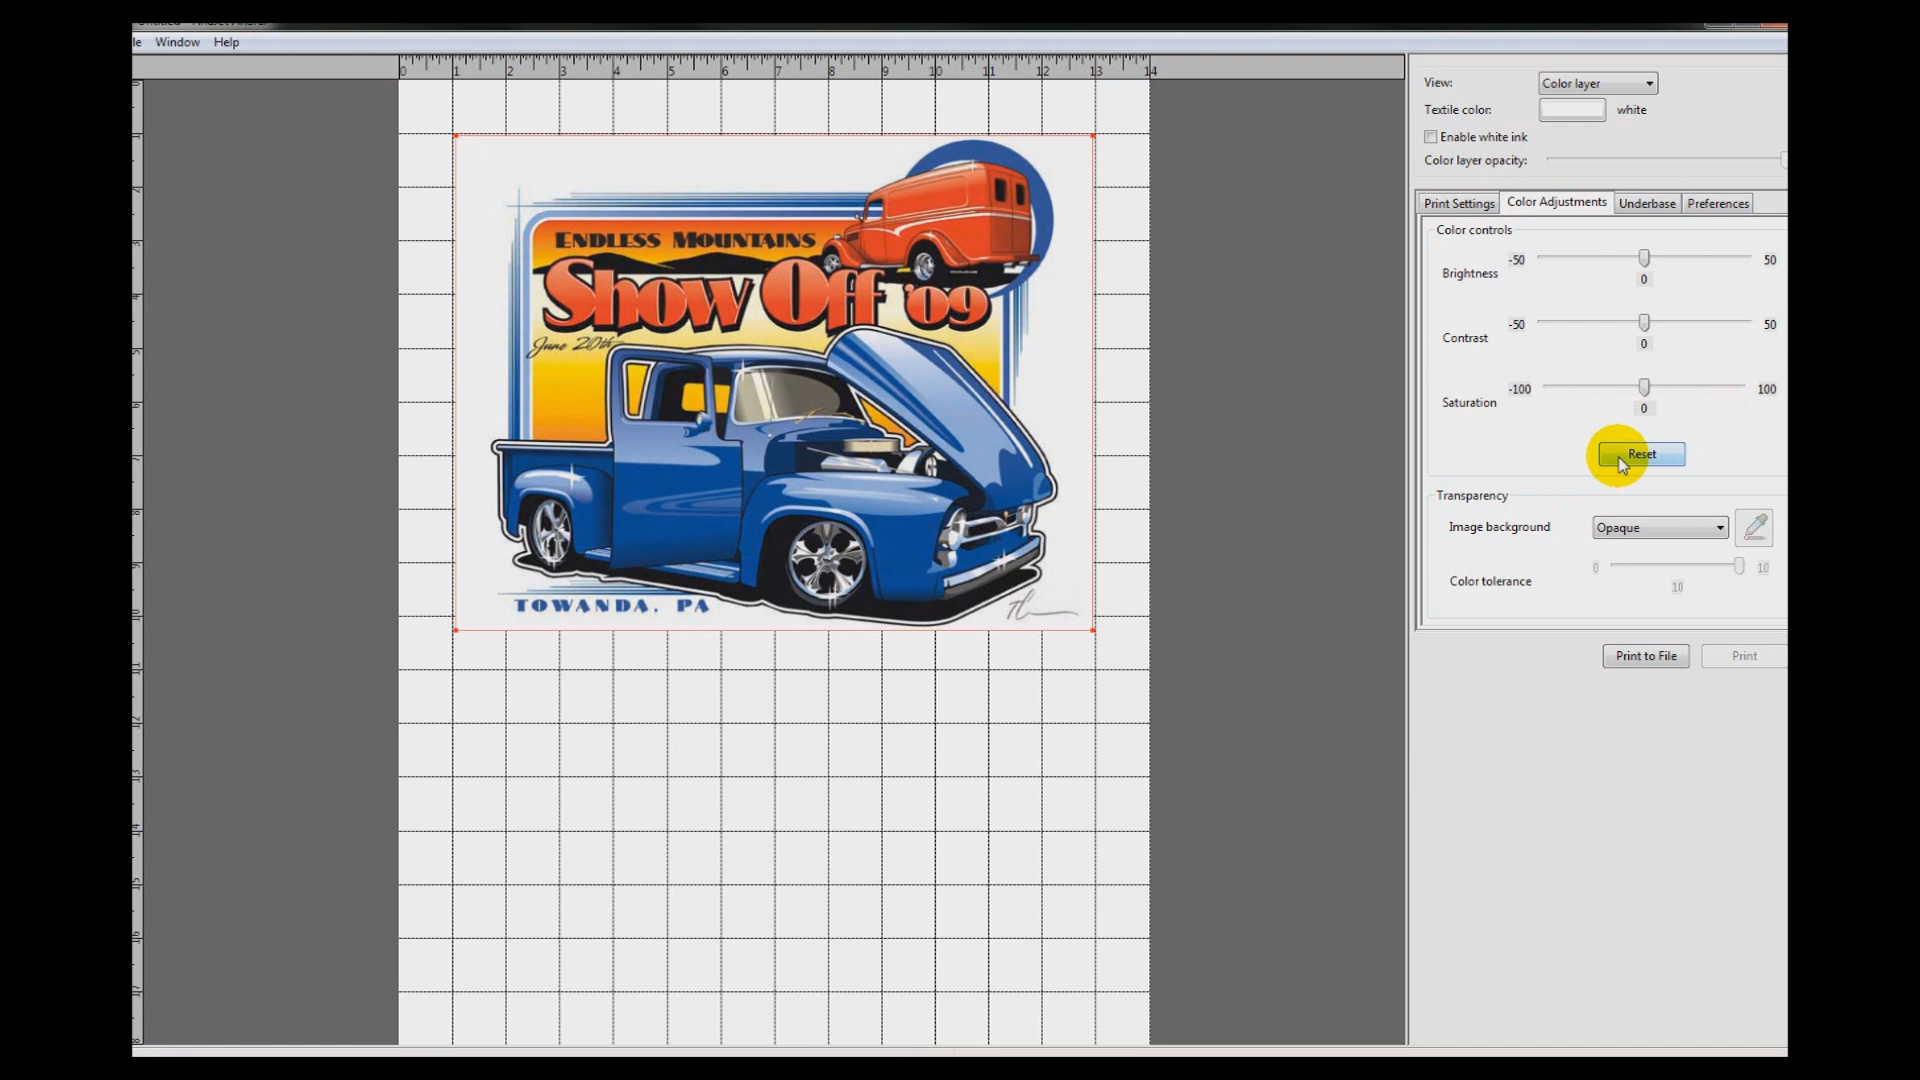 Window Help
0 1 2 3 4 5 6 7 8 9 10 11 12 13 14
View: Color layer
Textile color: white
Enable white ink
Color layer opacity:
Print Settings Color Adjustments Underbase Preferences
Color controls
Brightness -50 50
0
Contrast -50 50
0
Saturation -100 100
0
Reset
Transparency
Image background Opaque
Color tolerance 0 10
10
Print to File Print
ENDLESS MOUNTAINS
Show Off '09
June 20th
TOWANDA, PA